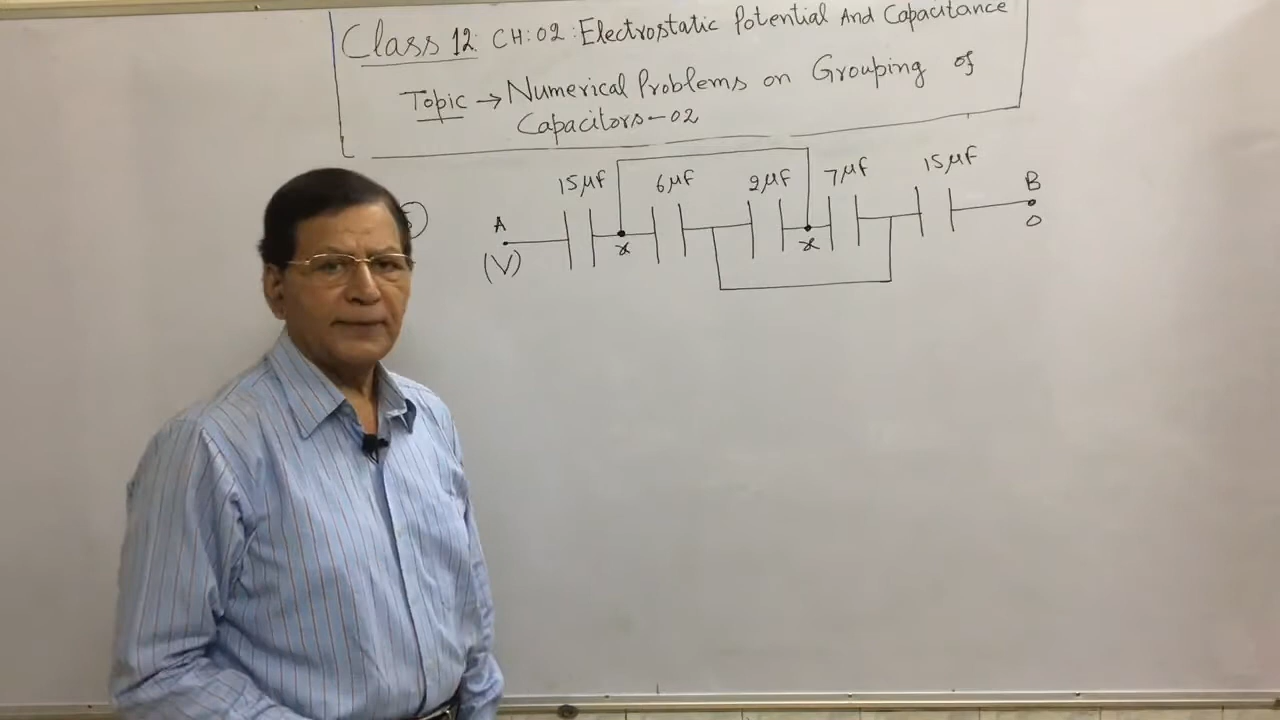 Class 12 CH:02: Electrostatic Potential And Capacitance
Topic → Numerical Problems on Grouping of
Capacitors-02
15μf 6μf 2μf 7μf 15μf
A B
(V) x x 0